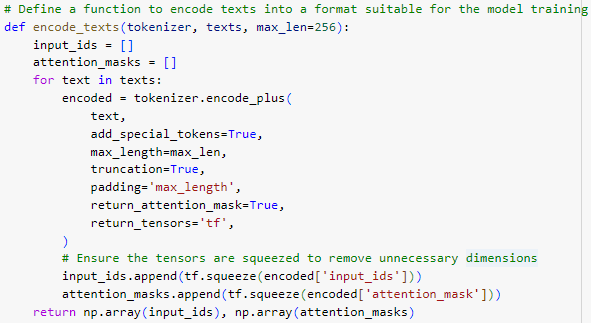 # Define a function to encode texts into a format suitable for the model training
def encode_texts(tokenizer, texts, max_len=256):
    input_ids = []
    attention_masks = []
    for text in texts:
        encoded = tokenizer.encode_plus(
            text,
            add_special_tokens=True,
            max_length=max_len,
            truncation=True,
            padding='max_length',
            return_attention_mask=True,
            return_tensors='tf',
        )
        # Ensure the tensors are squeezed to remove unnecessary dimensions
        input_ids.append(tf.squeeze(encoded['input_ids']))
        attention_masks.append(tf.squeeze(encoded['attention_mask']))
    return np.array(input_ids), np.array(attention_masks)